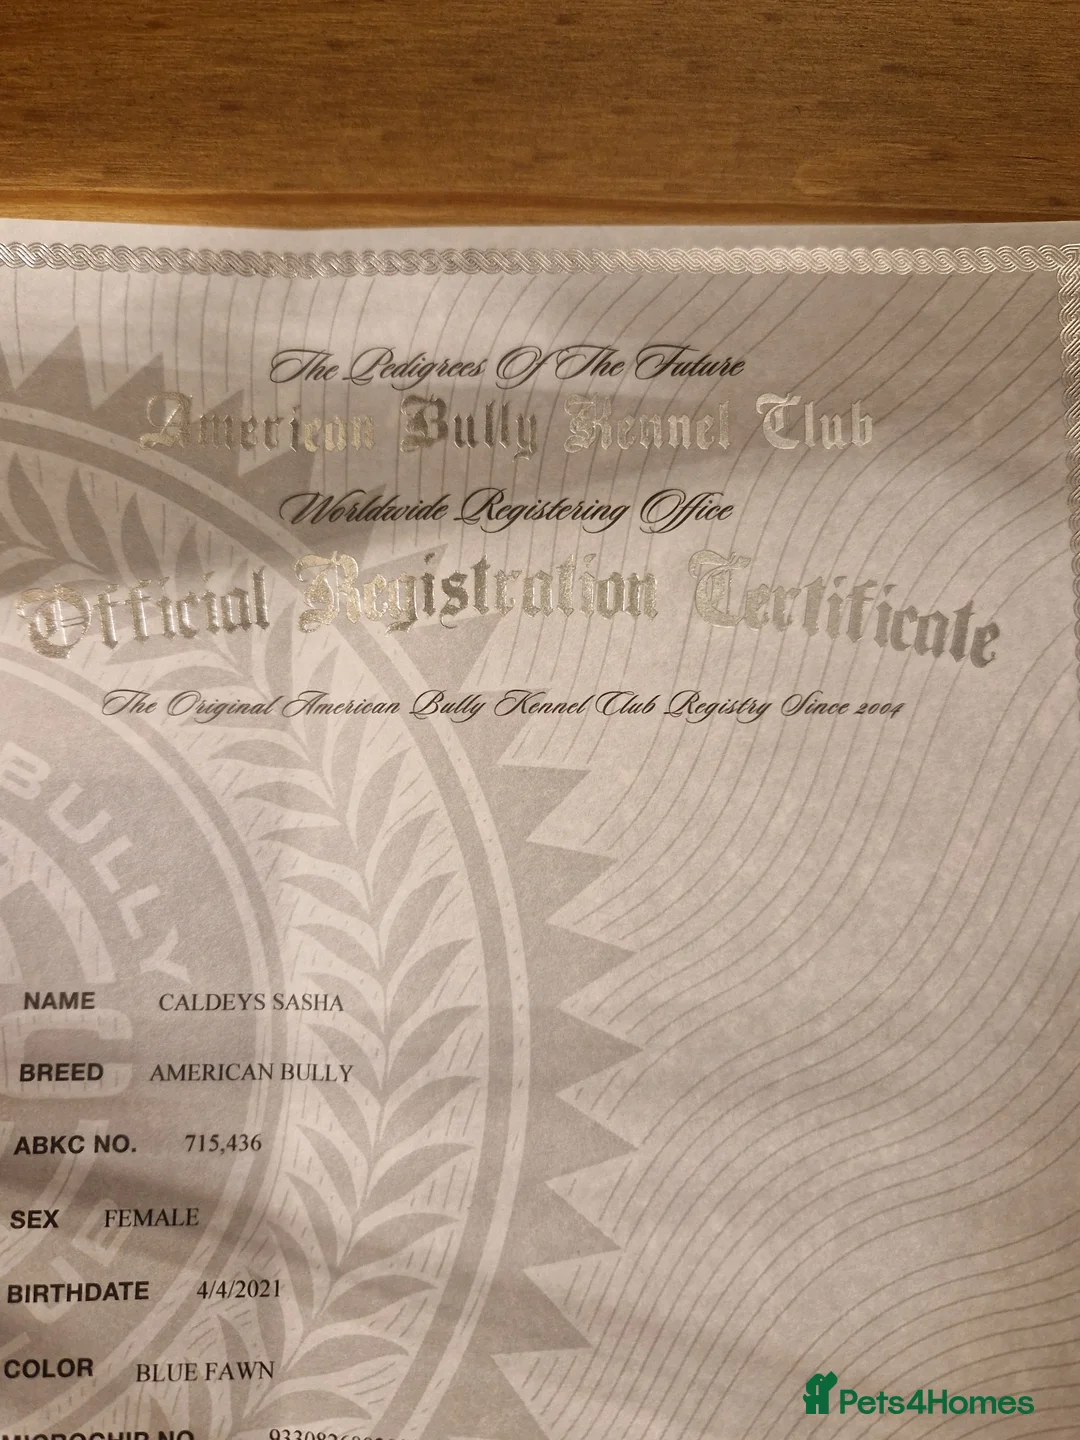 The Pedigrees Of The Future
American Bully Kennel Club
Worldwide Registering Office
Official Registration Certificate
The Original American Bully Kennel Club Registry Since 2004
BULLY
NAME CALDEYS SASHA
BREED AMERICAN BULLY
ABKC NO. 715,436
SEX FEMALE
BIRTHDATE 4/4/2021
COLOR BLUE FAWN
MICROCHIP NO
Pets4Homes